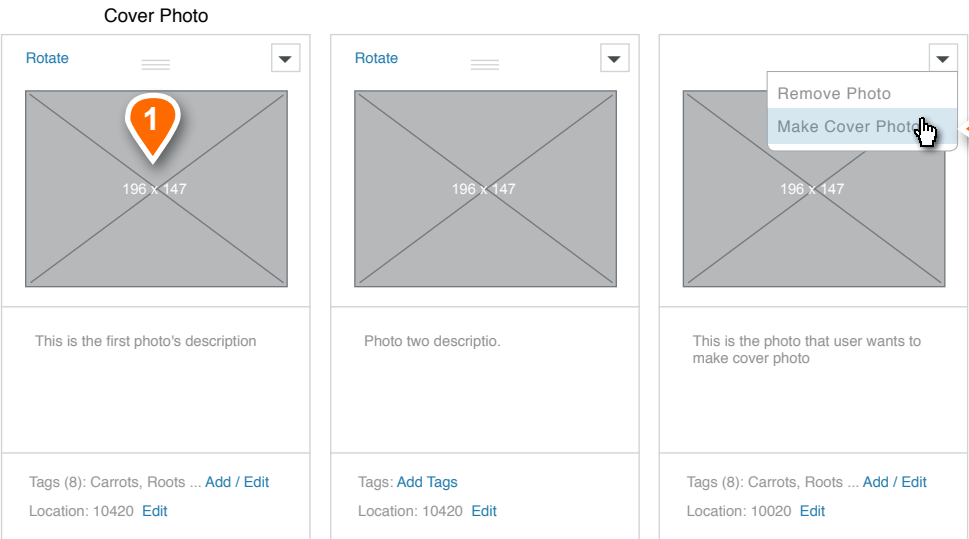 Cover Photo
Rotate
Rotate
Remove Photo
Make Cover Photo
1
196 x 147
196 x 147
196 x 147
This is the first photo's description
Photo two descriptio.
This is the photo that user wants to
make cover photo
Tags (8): Carrots, Roots ... Add / Edit
Location: 10420 Edit
Tags: Add Tags
Location: 10420 Edit
Tags (8): Carrots, Roots ... Add / Edit
Location: 10020 Edit